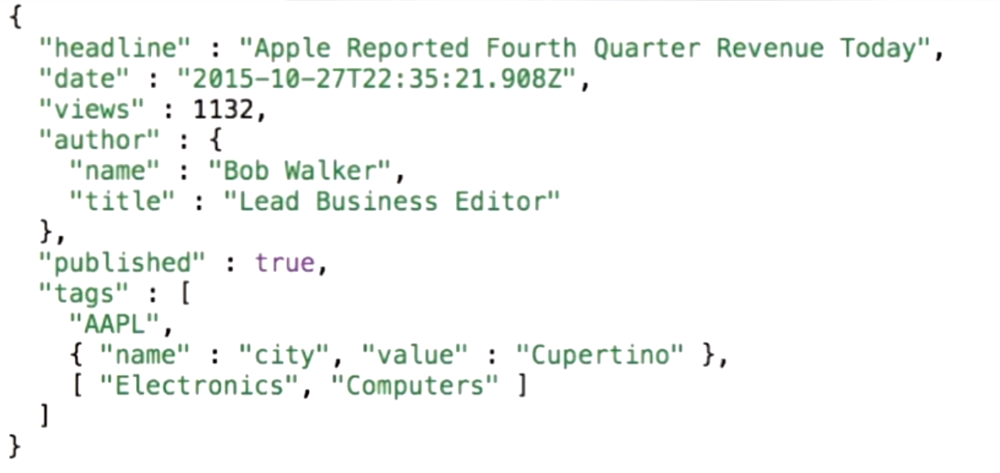 {
"headline" : "Apple Reported Fourth Quarter Revenue Today",
"date" : "2015-10-27T22:35:21.908Z",
"views" : 1132,
"author" : {
"name" : "Bob Walker",
"title" : "Lead Business Editor"
},
"published" : true,
"tags" : [
"AAPL",
{ "name" : "city", "value" : "Cupertino" },
[ "Electronics", "Computers" ]
]
}